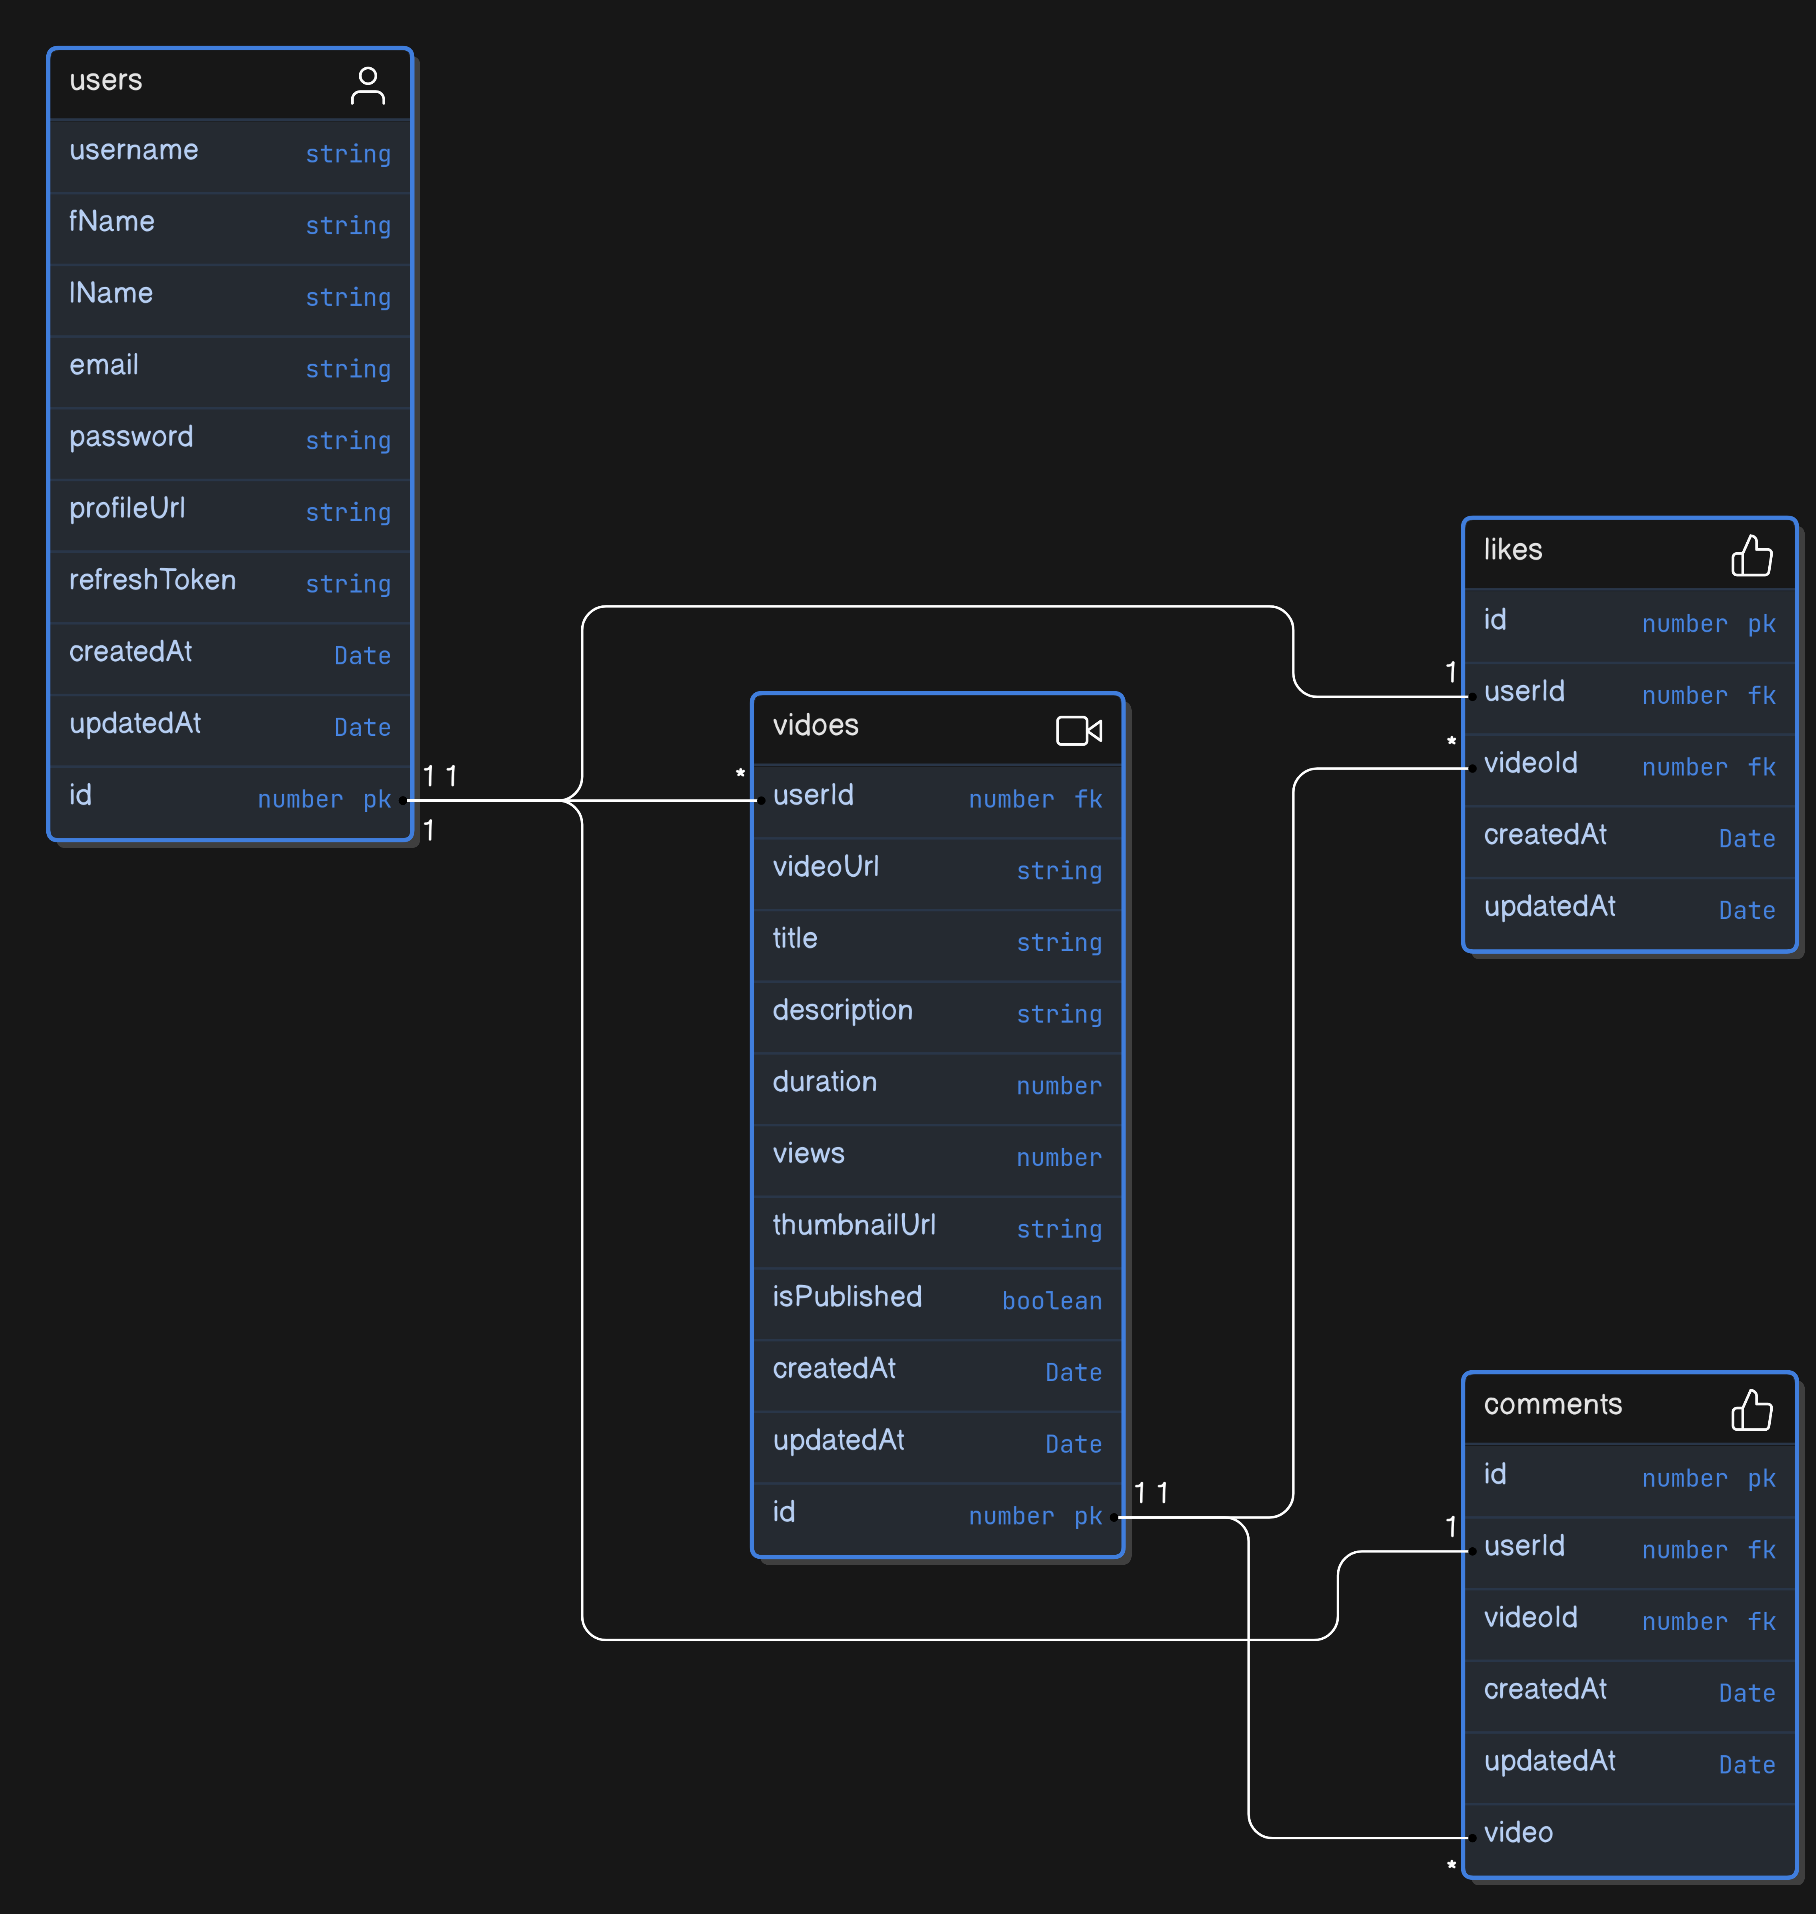 users
username string
fName string
lName string
email string
password string
profileUrl string
refreshToken string
createdAt Date
updatedAt Date
id number pk
1 1
1
vidoes
*
userId number fk
videoUrl string
title string
description string
duration number
views number
thumbnailUrl string
isPublished boolean
createdAt Date
updatedAt Date
id number pk
1 1
likes
id number pk
1
userId number fk
*
videoId number fk
createdAt Date
updatedAt Date
comments
id number pk
1
userId number fk
videoId number fk
createdAt Date
updatedAt Date
video
*